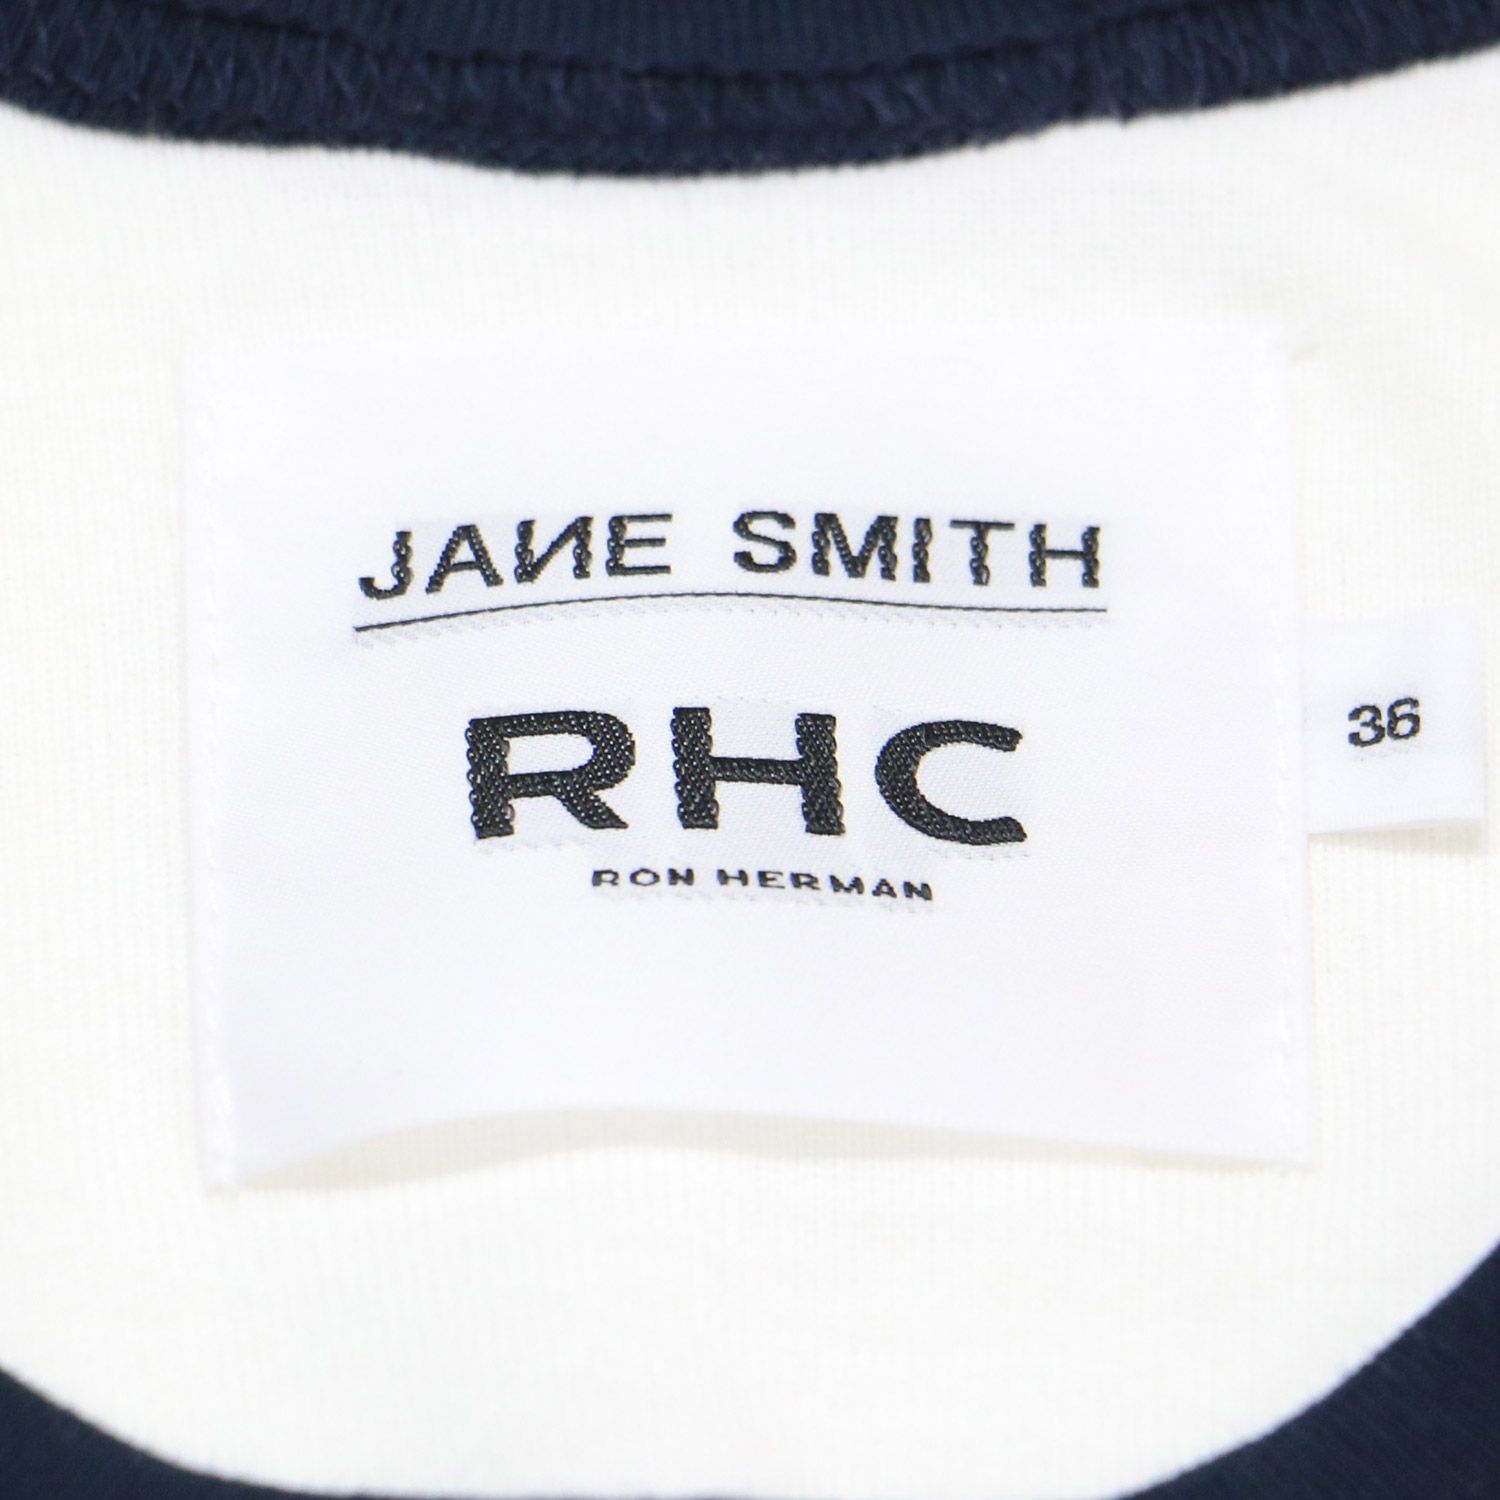 JANE SMITH
RHC
RON HERMAN
36